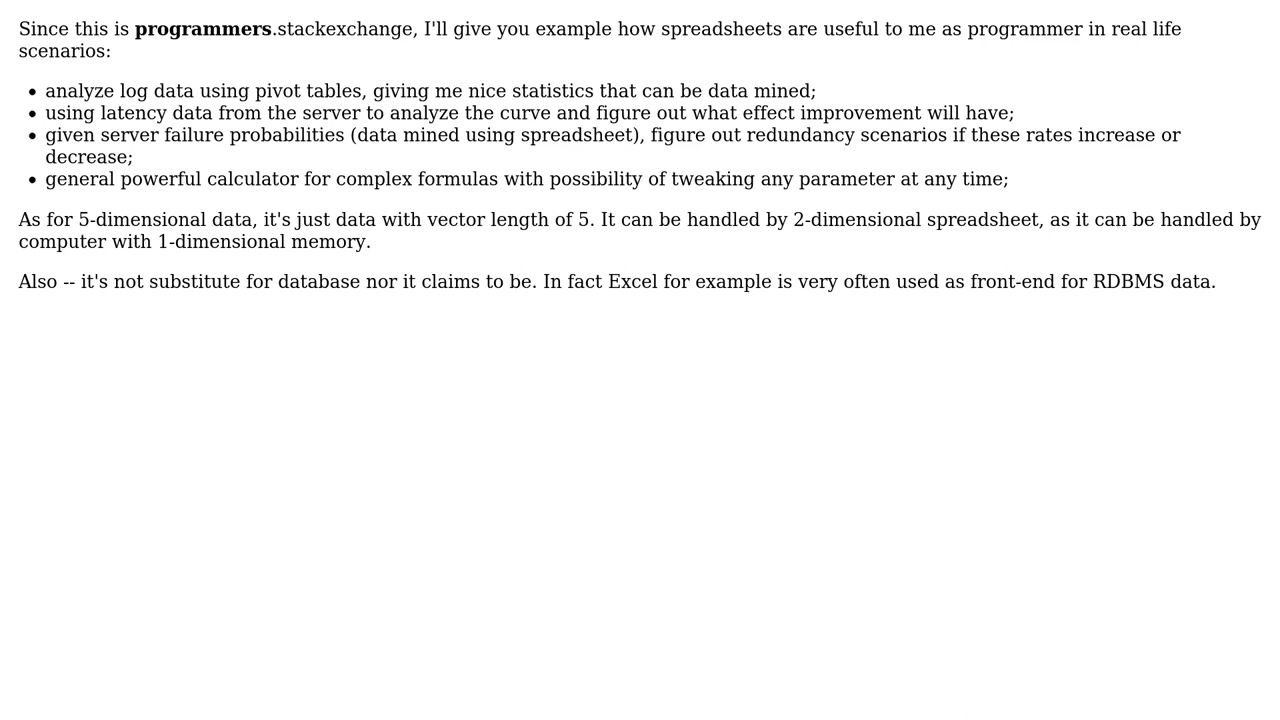 Since this is programmers.stackexchange, I'll give you example how spreadsheets are useful to me as programmer in real life
scenarios:
• analyze log data using pivot tables, giving me nice statistics that can be data mined;
• using latency data from the server to analyze the curve and figure out what effect improvement will have;
• given server failure probabilities (data mined using spreadsheet), figure out redundancy scenarios if these rates increase or
decrease;
• general powerful calculator for complex formulas with possibility of tweaking any parameter at any time;
As for 5-dimensional data, it's just data with vector length of 5. It can be handled by 2-dimensional spreadsheet, as it can be handled by
computer with 1-dimensional memory.
Also -- it's not substitute for database nor it claims to be. In fact Excel for example is very often used as front-end for RDBMS data.